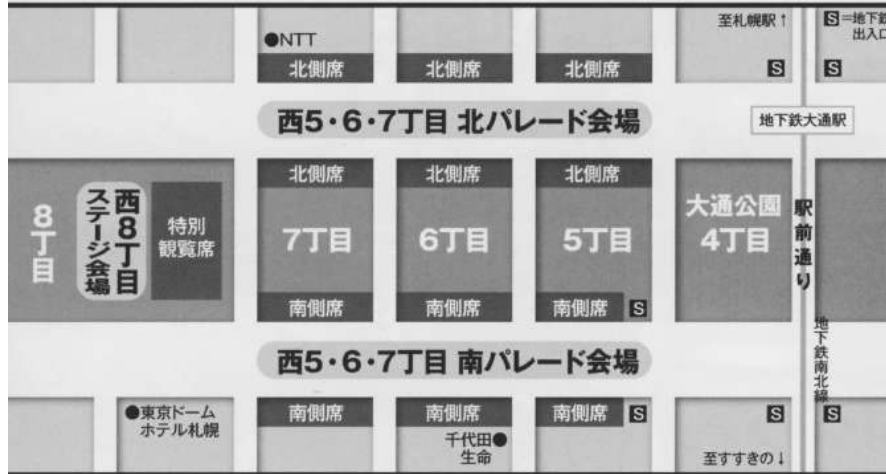 至札幌駅↑
S=地下鉄
出入口
●NTT
北側席
北側席
北側席
S
S
西5・6・7丁目 北パレード会場
地下鉄大通駅
8丁目
西8丁目
ステージ会場
特別
観覧席
北側席
7丁目
南側席
北側席
6丁目
南側席
北側席
5丁目
南側席
S
大通公園
4丁目
駅前通り
地下鉄南北線
西5・6・7丁目 南パレード会場
●東京ドーム
ホテル札幌
南側席
南側席
南側席
S
S
S
千代田●
生命
至すすきの↓